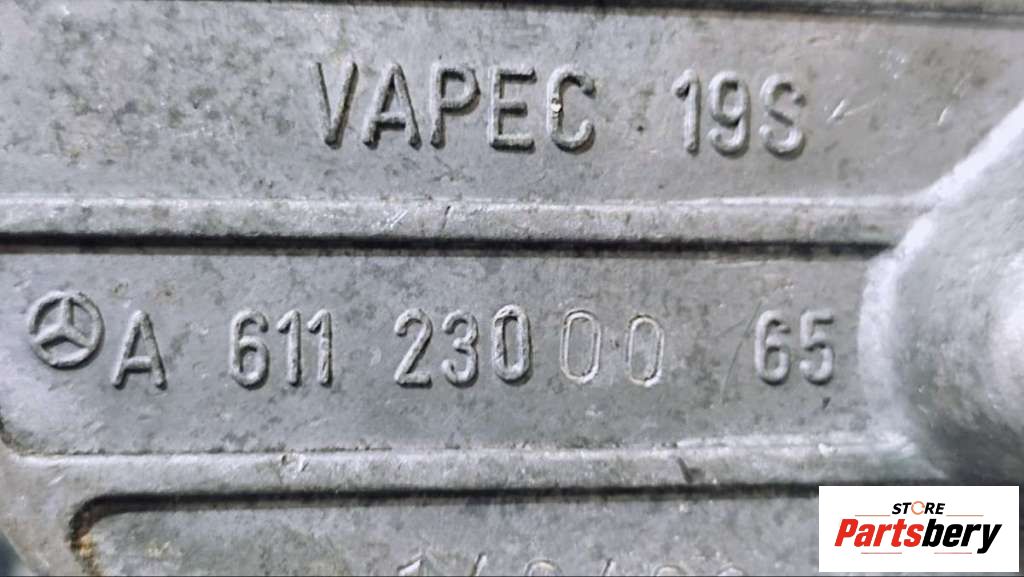 VAPEC 19S
A 611 230 00 65
STORE
Partsbery